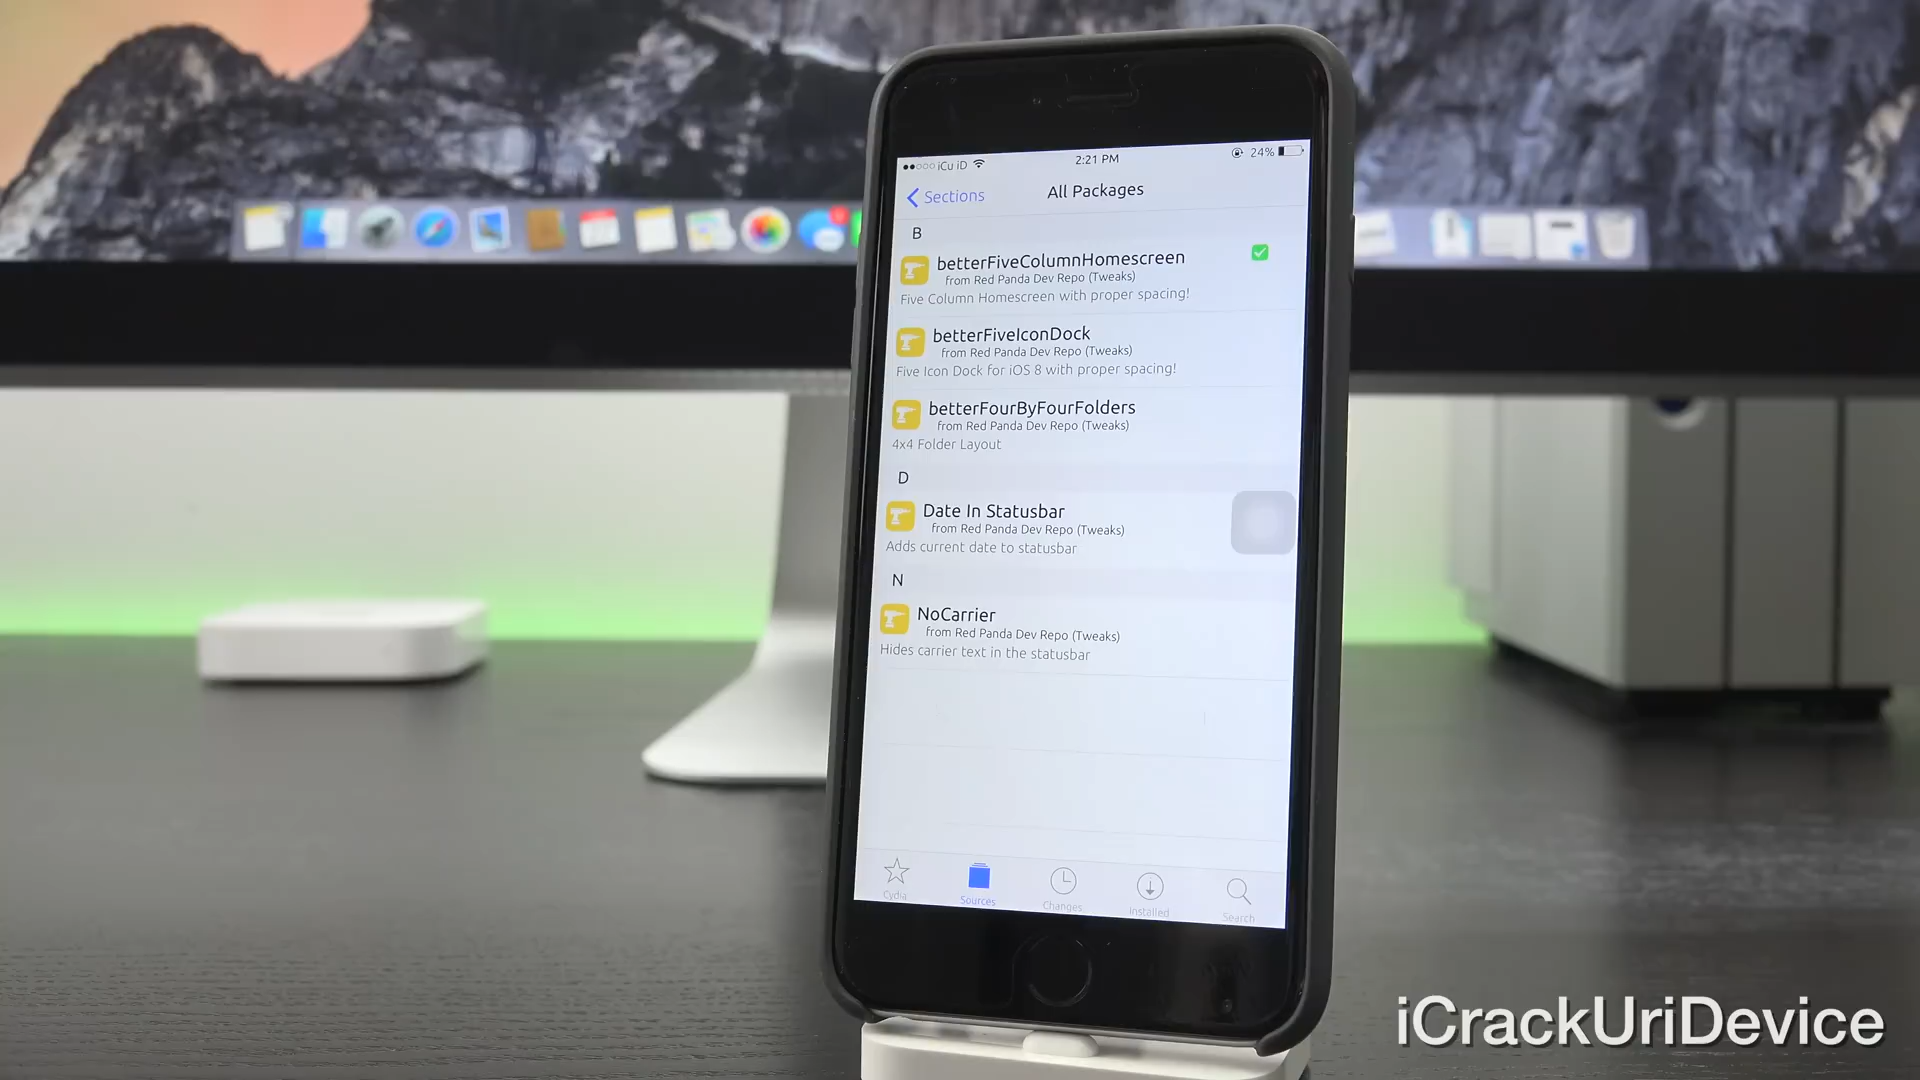 iCu iD 2:21 PM 24%
Sections All Packages
B
betterFiveColumnHomescreen
from Red Panda Dev Repo (Tweaks)
Five Column Homescreen with proper spacing!
betterFiveIconDock
from Red Panda Dev Repo (Tweaks)
Five Icon Dock for iOS 8 with proper spacing!
betterFourByFourFolders
from Red Panda Dev Repo (Tweaks)
4x4 Folder Layout
D
Date In Statusbar
from Red Panda Dev Repo (Tweaks)
Adds current date to statusbar
N
NoCarrier
from Red Panda Dev Repo (Tweaks)
Hides carrier text in the statusbar
Cydia Sources Changes Installed Search
iCrackUriDevice